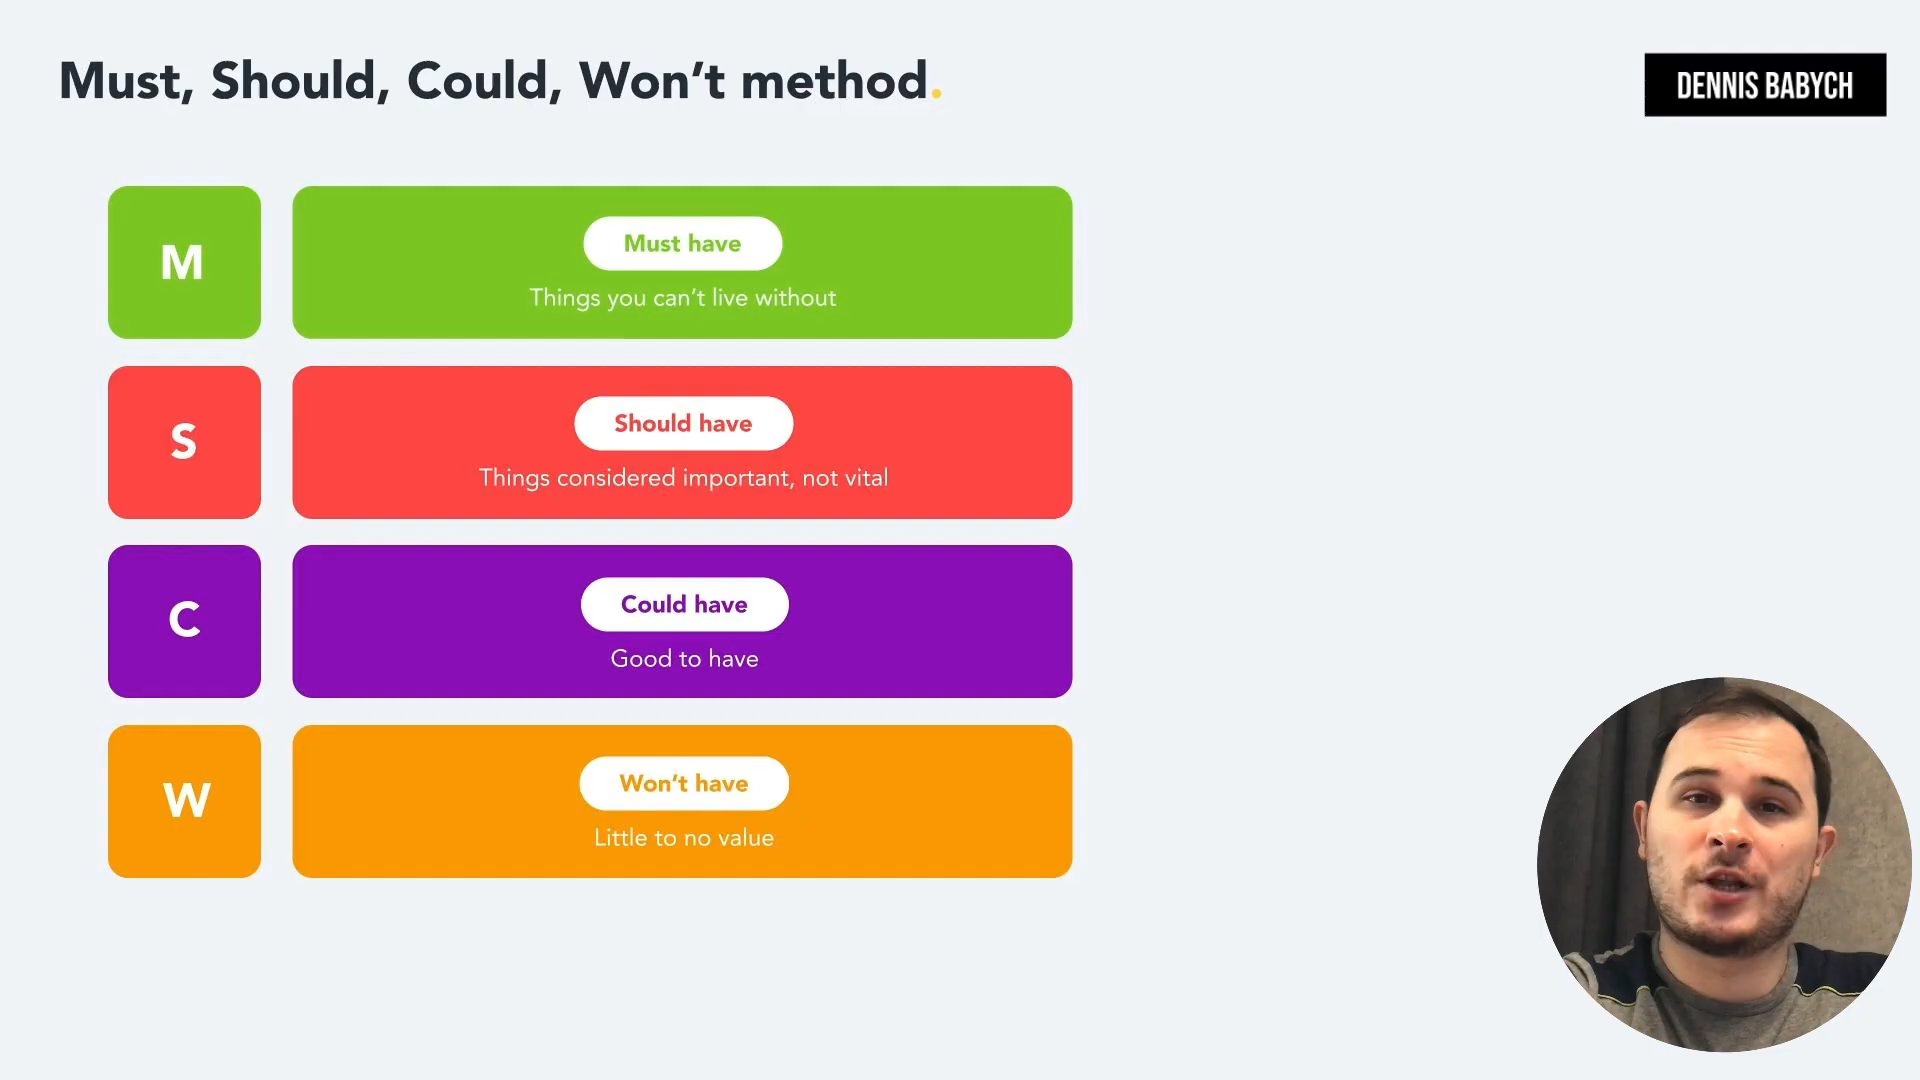 Must, Should, Could, Won’t method.
DENNIS BABYCH
M
Must have
Things you can’t live without
S
Should have
Things considered important, not vital
C
Could have
Good to have
W
Won’t have
Little to no value